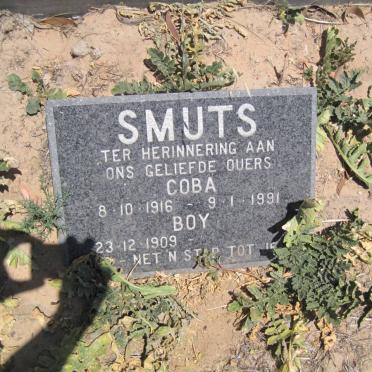 SMUTS
TER HERINNERING AAN
ONS GELIEFDE OUERS
COBA
8·10·1916 - 9·1·1991
BOY
23·12·1909 -
NET 'N STAP TOT